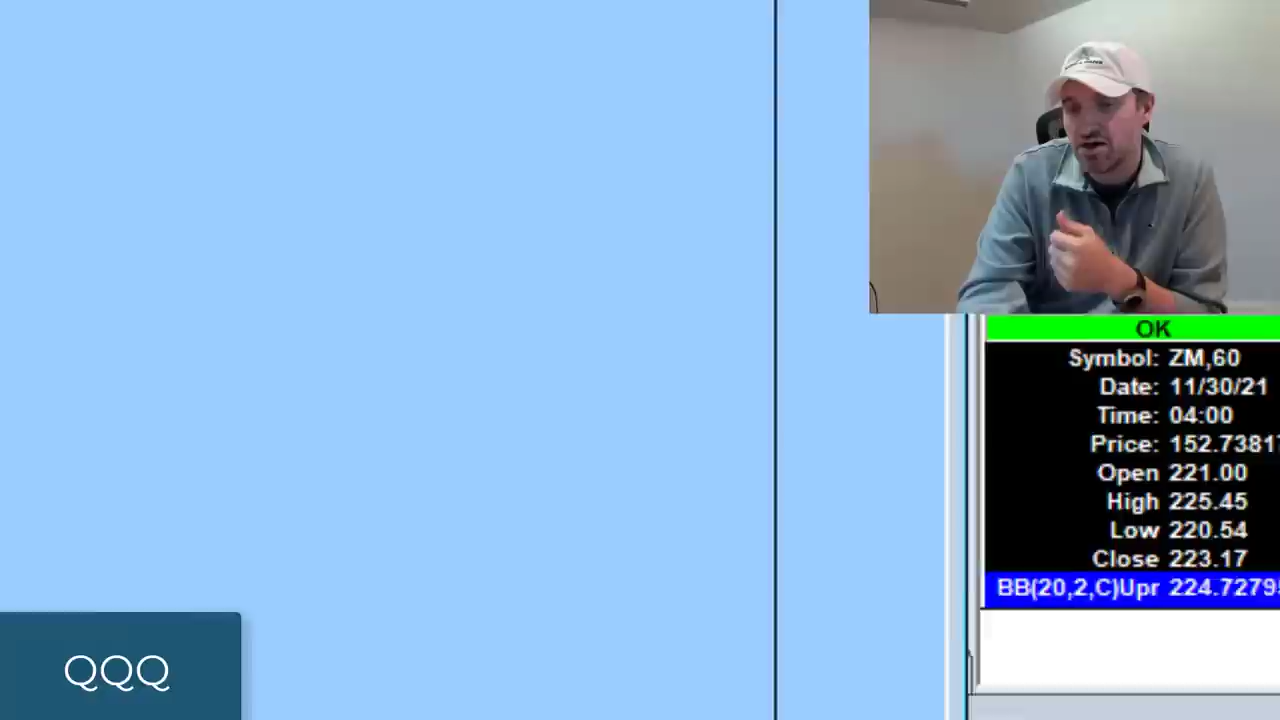 OK
Symbol: ZM,60
Date: 11/30/21
Time: 04:00
Price: 152.7381
Open 221.00
High 225.45
Low 220.54
Close 223.17
BB(20,2,C)Upr 224.7279
QQQ